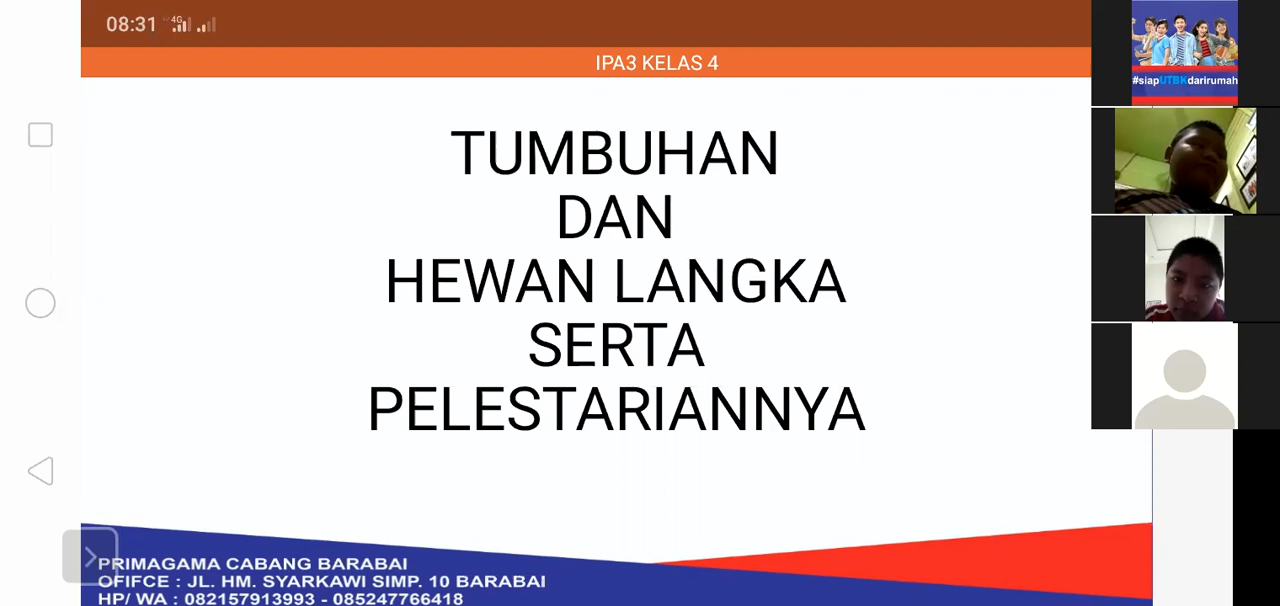 08:31 4G
IPA3 KELAS 4
#siapUTBKdarirumah
TUMBUHAN
DAN
HEWAN LANGKA
SERTA
PELESTARIANNYA
PRIMAGAMA CABANG BARABAI
OFIFCE : JL. HM. SYARKAWI SIMP. 10 BARABAI
HP/ WA : 082157913993 - 085247766418